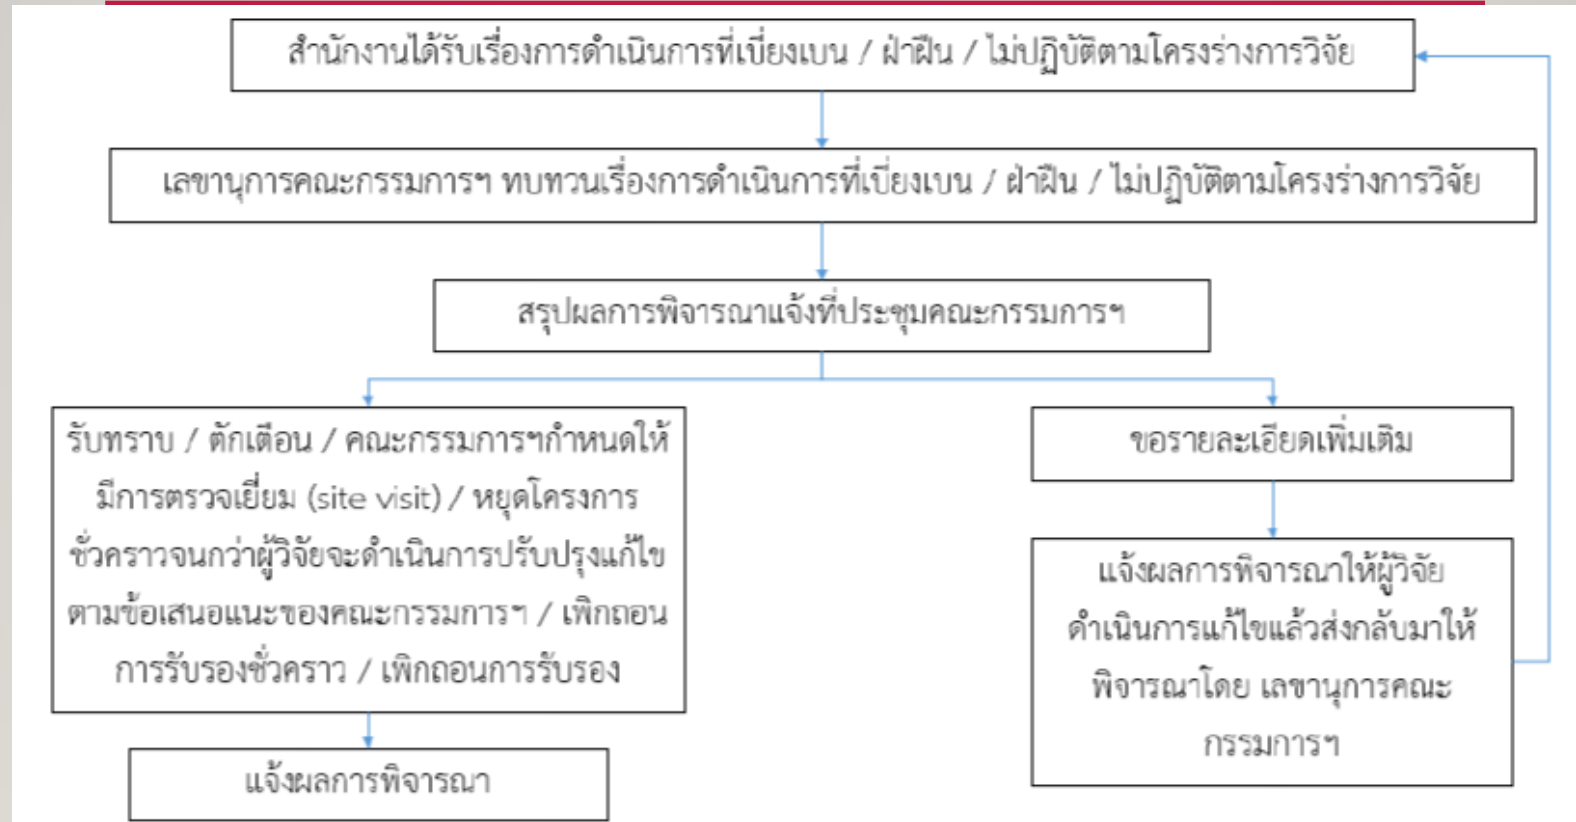 สำนักงานได้รับเรื่องการดำเนินการที่เบี่ยงเบน / ฝ่าฝืน / ไม่ปฏิบัติตามโครงร่างการวิจัย
เลขานุการคณะกรรมการฯ ทบทวนเรื่องการดำเนินการที่เบี่ยงเบน / ฝ่าฝืน / ไม่ปฏิบัติตามโครงร่างการวิจัย
สรุปผลการพิจารณาแจ้งที่ประชุมคณะกรรมการฯ
รับทราบ / ตักเตือน / คณะกรรมการฯกำหนดให้
มีการตรวจเยี่ยม (site visit) / หยุดโครงการ
ชั่วคราวจนกว่าผู้วิจัยจะดำเนินการปรับปรุงแก้ไข
ตามข้อเสนอแนะของคณะกรรมการฯ / เพิกถอน
การรับรองชั่วคราว / เพิกถอนการรับรอง
แจ้งผลการพิจารณา
ขอรายละเอียดเพิ่มเติม
แจ้งผลการพิจารณาให้ผู้วิจัย
ดำเนินการแก้ไขแล้วส่งกลับมาให้
พิจารณาโดย เลขานุการคณะ
กรรมการฯ